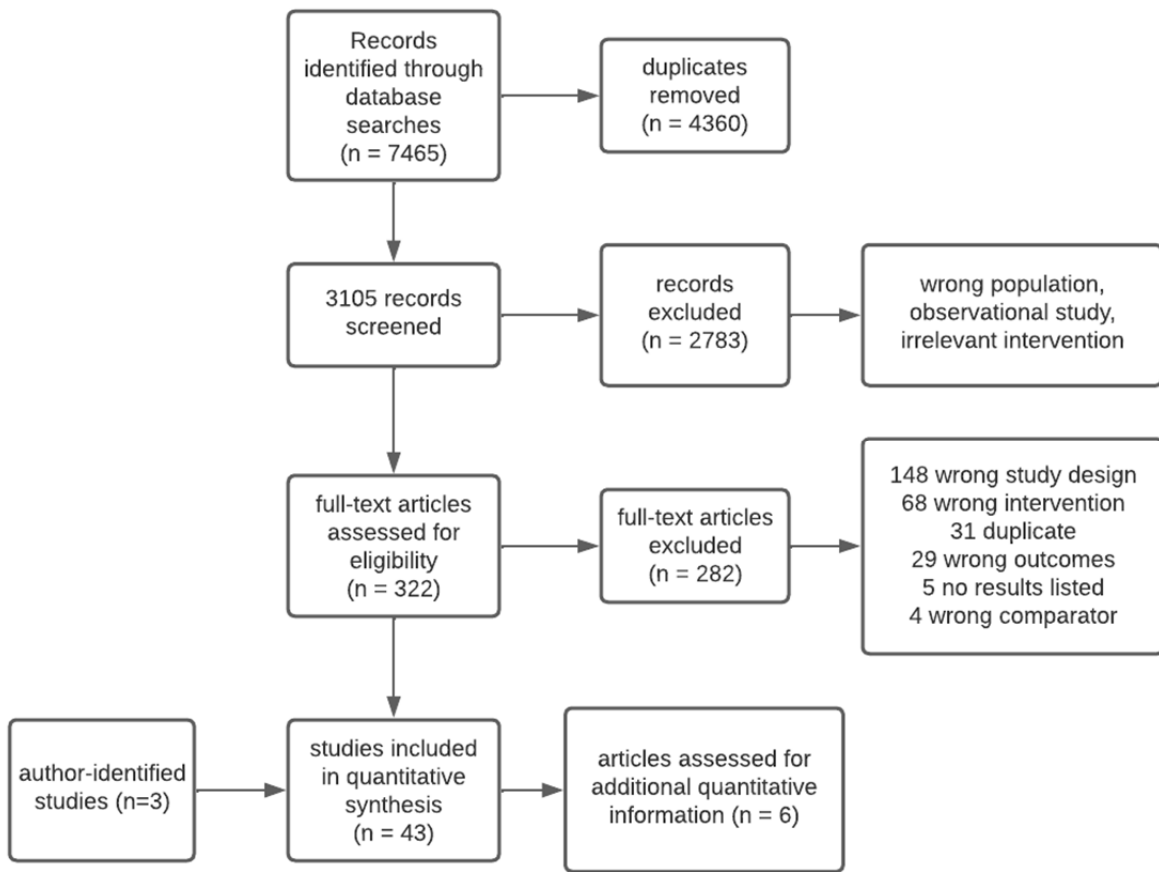 Records
identified through
database
searches
(n = 7465)
duplicates
removed
(n = 4360)
3105 records
screened
records
excluded
(n = 2783)
wrong population,
observational study,
irrelevant intervention
full-text articles
assessed for
eligibility
(n = 322)
full-text articles
excluded
(n = 282)
148 wrong study design
68 wrong intervention
31 duplicate
29 wrong outcomes
5 no results listed
4 wrong comparator
author-identified
studies (n=3)
studies included
in quantitative
synthesis
(n = 43)
articles assessed for
additional quantitative
information (n = 6)